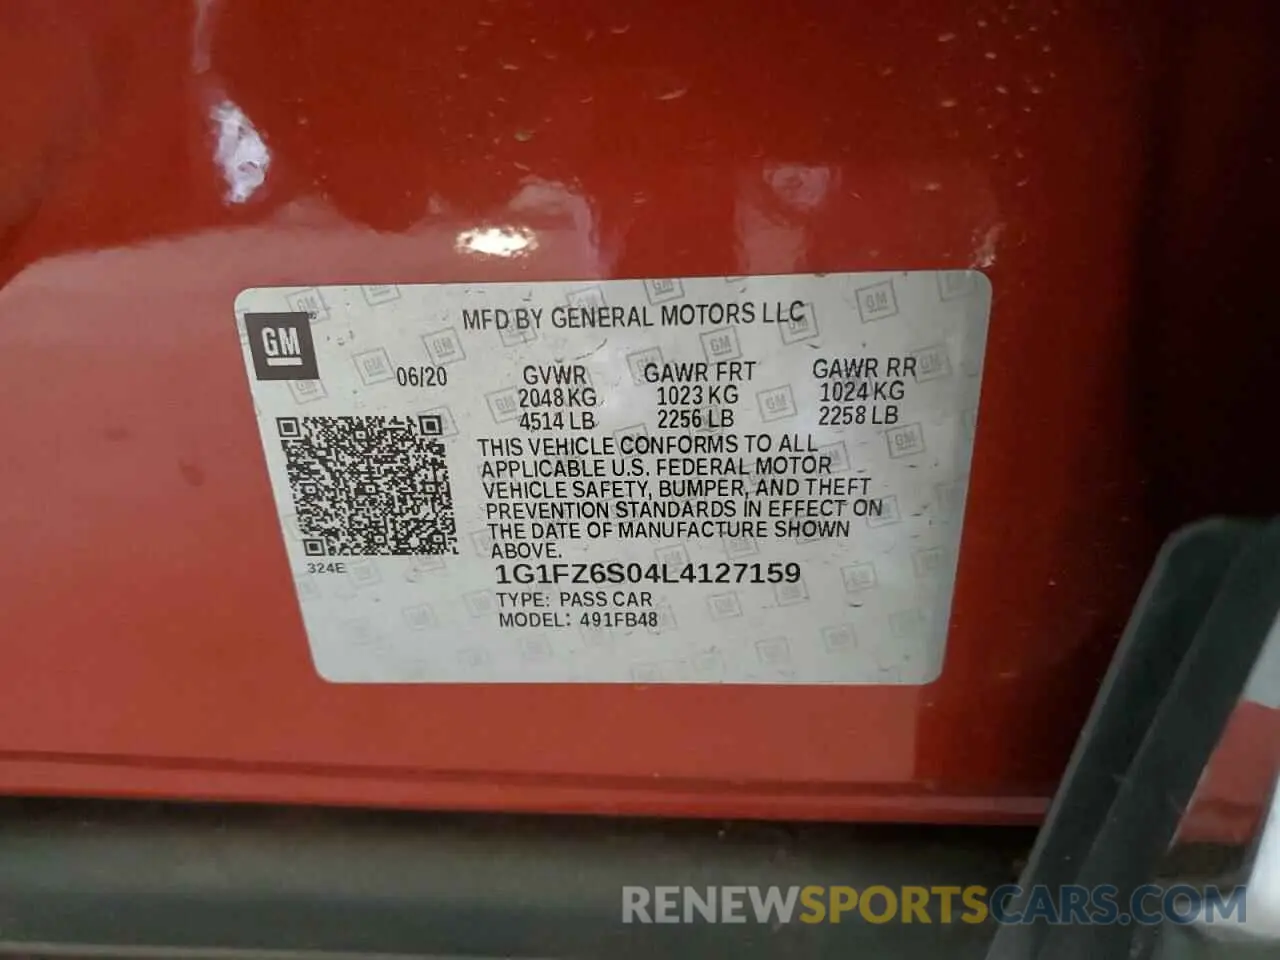 MFD BY GENERAL MOTORS LLC
GM
06/20
GVWR GAWR FRT GAWR RR
2048 KG 1023 KG 1024 KG
4514 LB 2256 LB 2258 LB
THIS VEHICLE CONFORMS TO ALL
APPLICABLE U.S. FEDERAL MOTOR
VEHICLE SAFETY, BUMPER, AND THEFT
PREVENTION STANDARDS IN EFFECT ON
THE DATE OF MANUFACTURE SHOWN
ABOVE.
324E
1G1FZ6S04L4127159
TYPE: PASS CAR
MODEL: 491FB48
RENEWSPORTSCARS.COM